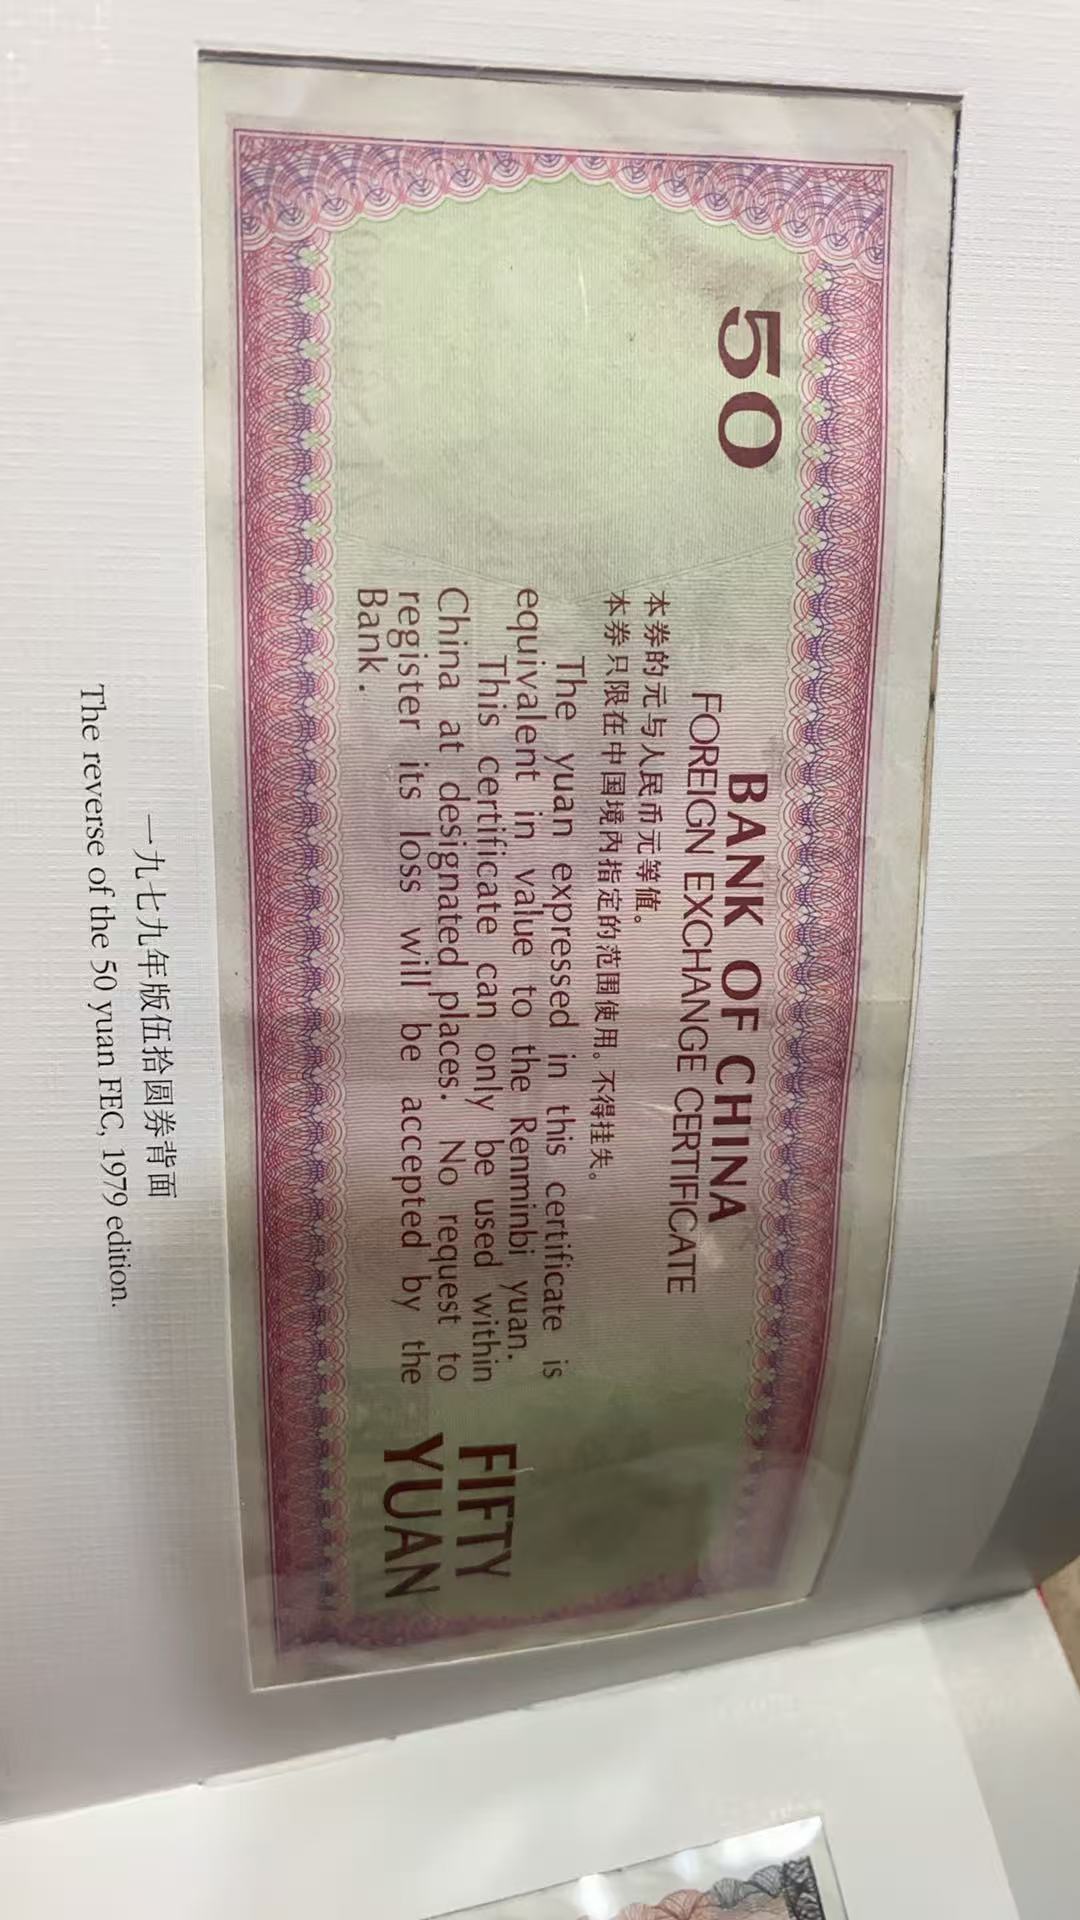 50
BANK OF CHINA
FOREIGN EXCHANGE CERTIFICATE
本券的元与人民币元等值。
本券只限在中国境内指定的范围使用。不得挂失。
The yuan expressed in this certificate is
equivalent in value to the Renminbi yuan.
This certificate can only be used within
China at designated places. No request to
register its loss will be accepted by the
Bank.
FIFTY
YUAN
一九七九年版伍拾圆券背面
The reverse of the 50 yuan FEC, 1979 edition.